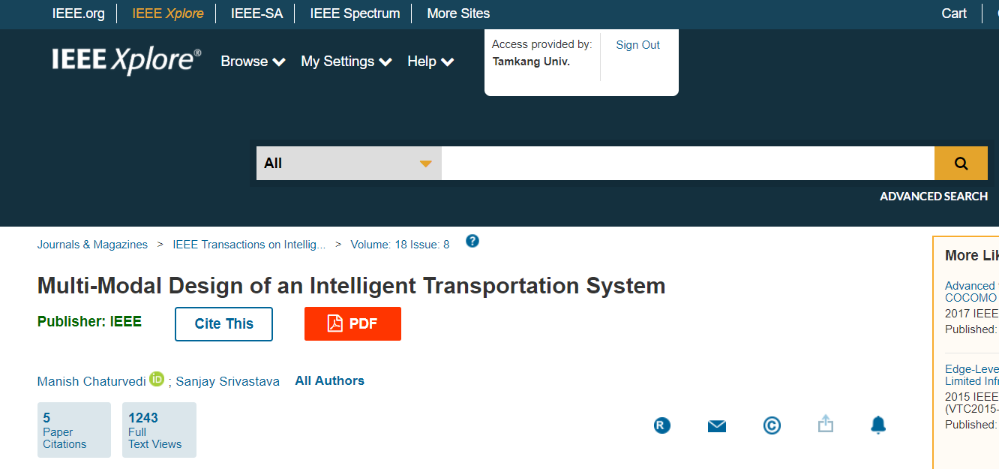 IEEE.org IEEE Xplore IEEE-SA IEEE Spectrum More Sites Cart
IEEE Xplore® Browse My Settings Help
Access provided by:
Tamkang Univ.
Sign Out
All
ADVANCED SEARCH
Journals & Magazines > IEEE Transactions on Intellig... > Volume: 18 Issue: 8 ?
Multi-Modal Design of an Intelligent Transportation System
Publisher: IEEE Cite This PDF
Manish Chaturvedi iD ; Sanjay Srivastava All Authors
5
Paper
Citations
1243
Full
Text Views
R ©
More Lik
Advanced
COCOMO
2017 IEEE
Published:
Edge-Leve
Limited Infr
2015 IEEE
(VTC2015-
Published: